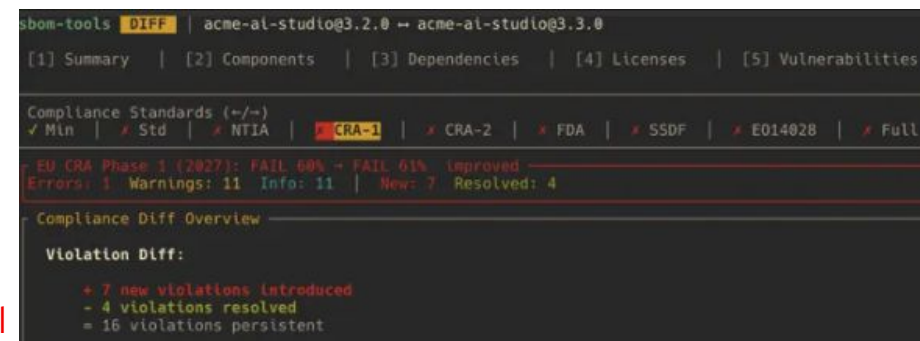 sbom-tools DIFF | acme-ai-studio@3.2.0 ↔ acme-ai-studio@3.3.0
[1] Summary | [2] Components | [3] Dependencies | [4] Licenses | [5] Vulnerabilities
Compliance Standards (←/→)
✓ Min | ✗ Std | ✗ NTIA | ✗ CRA-1 | ✗ CRA-2 | ✗ FDA | ✗ SSDF | ✗ EO14028 | ✗ Full
EU CRA Phase 1 (2027): FAIL 60% → FAIL 61% improved
Errors: 1 Warnings: 11 Info: 11 | New: 7 Resolved: 4
Compliance Diff Overview
Violation Diff:
+ 7 new violations introduced
- 4 violations resolved
= 16 violations persistent